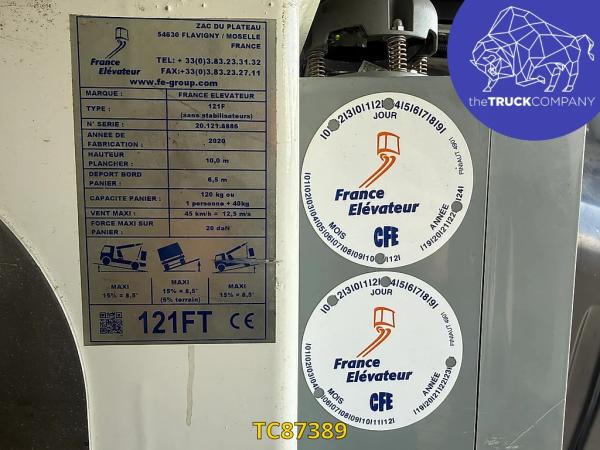 ZAC DU PLATEAU
54630 FLAVIGNY / MOSELLE
FRANCE
TEL: + 33(0)3.83.23.31.32
FAX:+33(0)3.83.23.27.11
www.fe-group.com
France
Elévateur
MARQUE : FRANCE ELEVATEUR
TYPE : 121F
(sans stabilisateurs)
N° SERIE : 20.121.6886
ANNEE DE
FABRICATION : 2020
HAUTEUR
PLANCHER : 10,0 m
DEPORT BORD
PANIER : 6,5 m
CAPACITE PANIER : 120 kg ou
1 personne + 40kg
VENT MAXI : 45 km/h = 12,5 m/s
FORCE MAXI SUR
PANIER : 20 daN
MAXI
15% = 8,5°
MAXI
15% = 8,5°
(5% terrain)
MAXI
15% = 8,5°
121FT CE
JOUR
France
Elévateur
CFE
MOIS
ANNÉE
JOUR
France
Elévateur
CFE
MOIS
ANNÉE
theTRUCKCOMPANY
TC87389